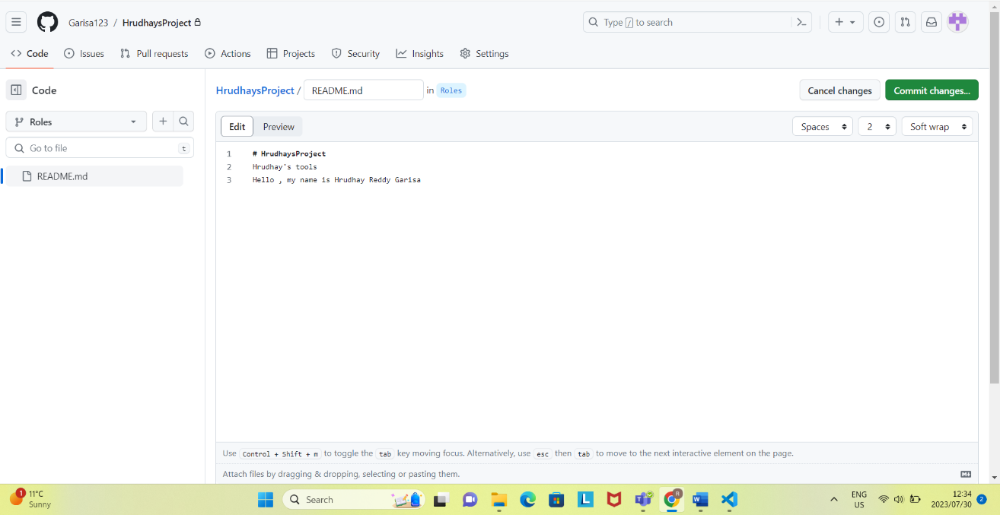 Garisa123 / HrudhaysProject
Type / to search
Code Issues Pull requests Actions Projects Security Insights Settings
Code
Roles
Go to file t
README.md
HrudhaysProject / README.md in Roles
Cancel changes Commit changes...
Edit Preview
Spaces 2 Soft wrap
1 # HrudhaysProject
2 Hrudhay's tools
3 Hello , my name is Hrudhay Reddy Garisa
Use Control + Shift + m to toggle the tab key moving focus. Alternatively, use esc then tab to move to the next interactive element on the page.
Attach files by dragging & dropping, selecting or pasting them.
1 11°C
Sunny
Search
L
T
R
W
ENG
US
12:34
2023/07/30
2